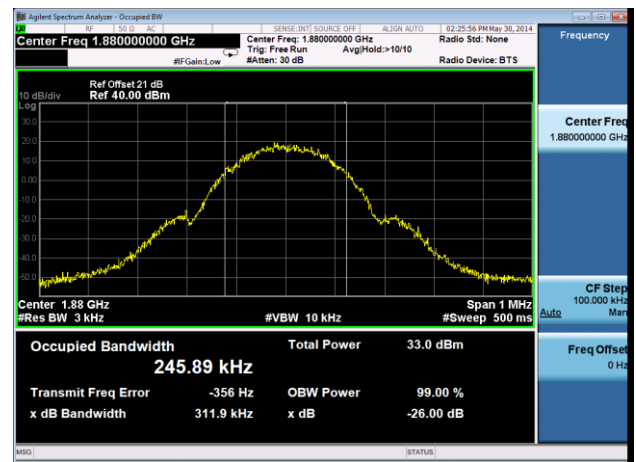 Agilent Spectrum Analyzer - Occupied BW
LXI RF 50 Ω AC SENSE:INT SOURCE OFF ALIGN AUTO 02:25:56 PM May 30, 2014
Center Freq 1.880000000 GHz
Center Freq: 1.880000000 GHz
Radio Std: None
Trig: Free Run Avg|Hold:>10/10
#IFGain:Low #Atten: 30 dB Radio Device: BTS
Frequency
Ref Offset 21 dB
10 dB/div Ref 40.00 dBm
Log
30.0
20.0
10.0
0.00
-10.0
-20.0
-30.0
-40.0
-50.0
Center 1.88 GHz Span 1 MHz
#Res BW 3 kHz #VBW 10 kHz #Sweep 500 ms
Center Freq
1.880000000 GHz
CF Step
100.000 kHz
Auto Man
Freq Offset
0 Hz
Occupied Bandwidth Total Power 33.0 dBm
245.89 kHz
Transmit Freq Error -356 Hz OBW Power 99.00 %
x dB Bandwidth 311.9 kHz x dB -26.00 dB
MSG STATUS